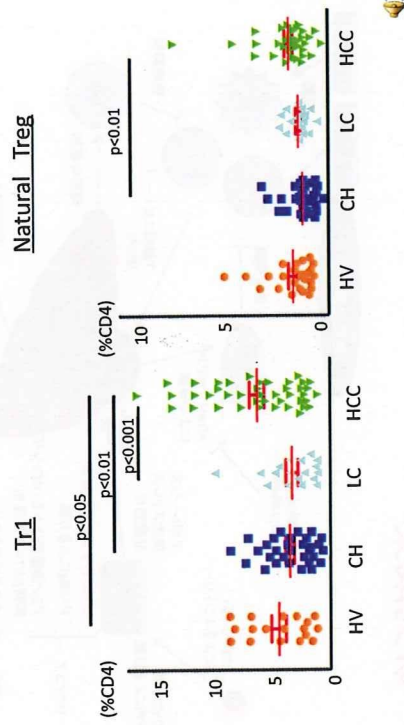 Tr1
(%CD4)
p<0.05
p<0.01
p<0.001
15
10
5
0
HV
CH
LC
HCC
Natural Treg
(%CD4)
p<0.01
10
5
0
HV
CH
LC
HCC